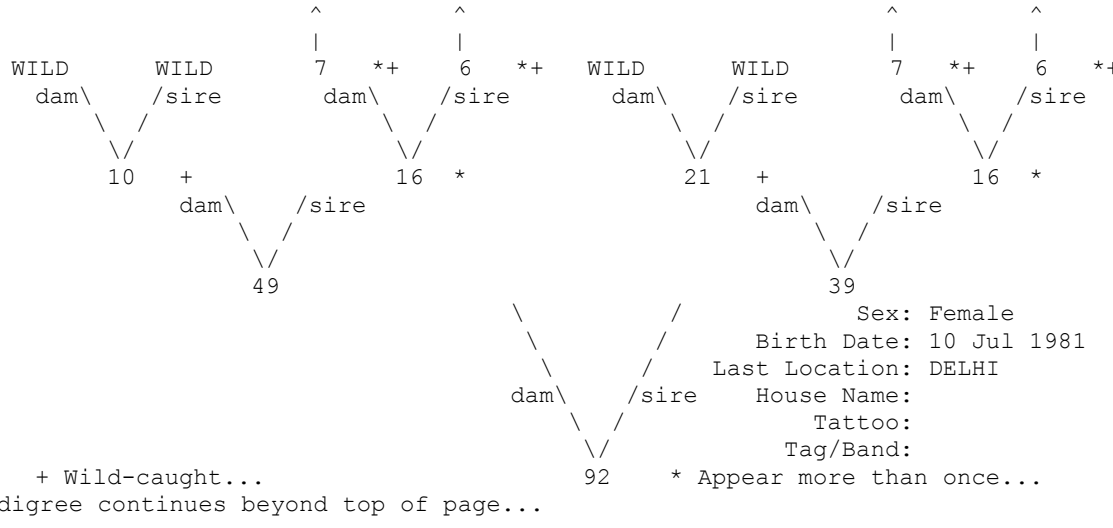 ^ ^ ^ ^
| | | |
WILD WILD 7 *+ 6 *+ WILD WILD 7 *+ 6 *+
dam\ /sire dam\ /sire dam\ /sire dam\ /sire
\ / \ / \ / \ /
\/ \/ \/ \/
10 + 16 * 21 + 16 *
dam\ /sire dam\ /sire
\ / \ /
\/ \/
49 39
\ / Sex: Female
\ / Birth Date: 10 Jul 1981
\ / Last Location: DELHI
dam\ /sire House Name:
\ / Tattoo:
\/ Tag/Band:
+ Wild-caught... 92 * Appear more than once...
digree continues beyond top of page...